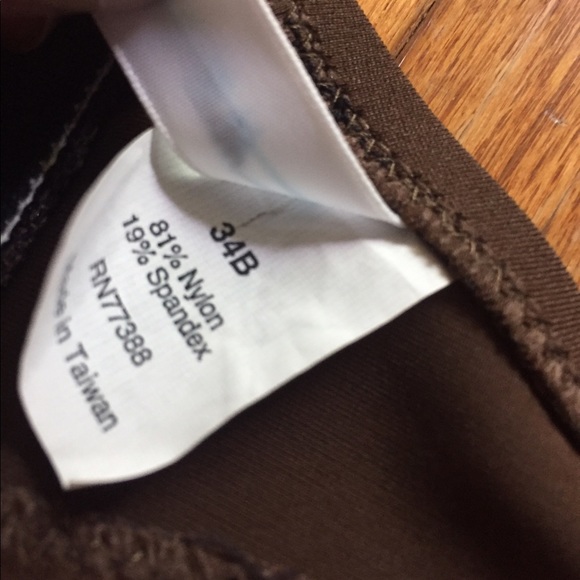 34B
81% Nylon
19% Spandex
RN77388
Made in Taiwan